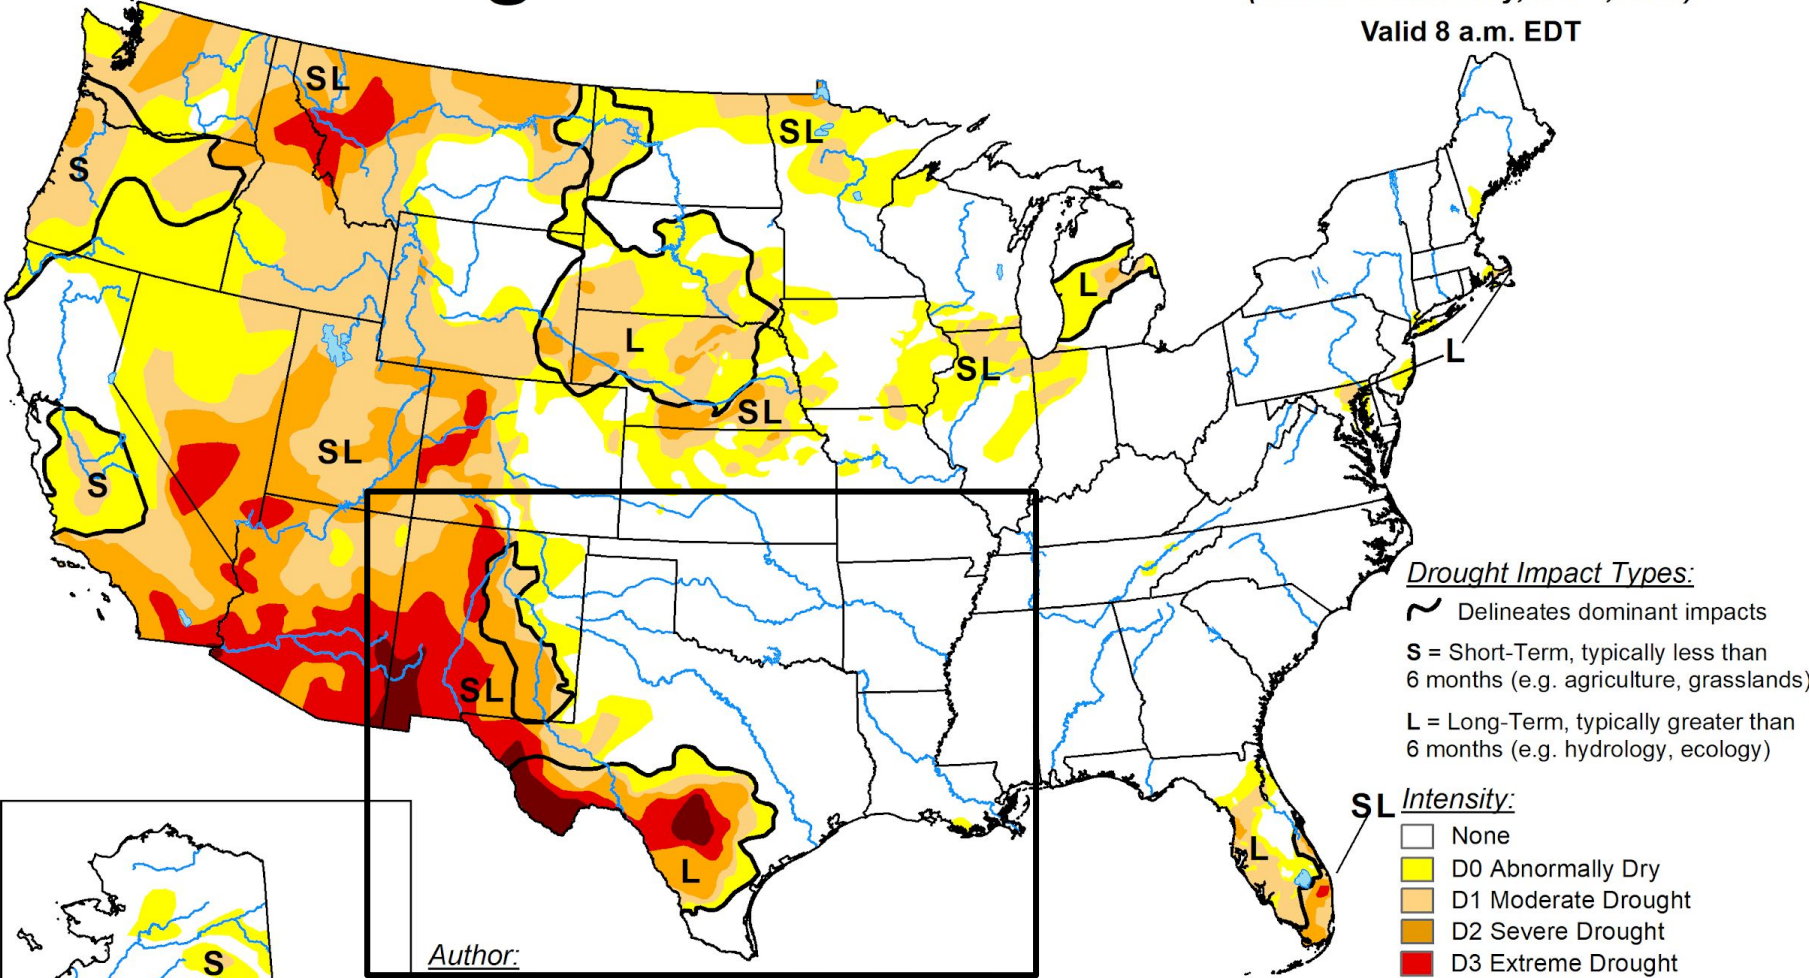 Valid 8 a.m. EDT
SL
SL
S
L
L
SL
L
SL
SL
S
SL
L
SL
L
S
Author:
Drought Impact Types:
Delineates dominant impacts
S = Short-Term, typically less than
6 months (e.g. agriculture, grasslands)
L = Long-Term, typically greater than
6 months (e.g. hydrology, ecology)
SL
Intensity:
None
D0 Abnormally Dry
D1 Moderate Drought
D2 Severe Drought
D3 Extreme Drought